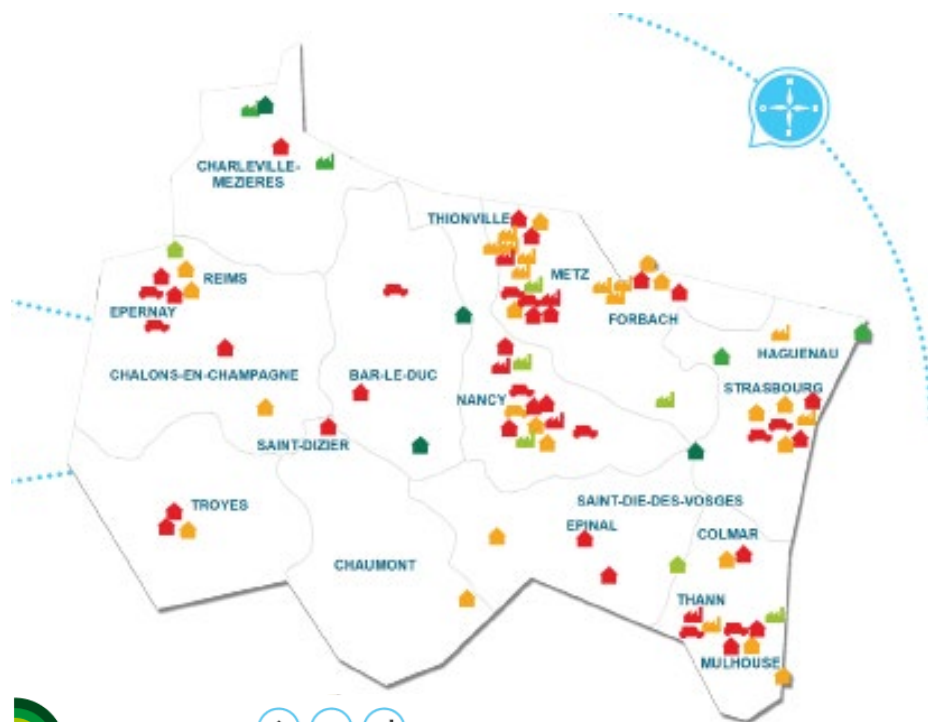 CHARLEVILLE-
MEZIERES
THIONVILLE
METZ
REIMS
EPERNAY
FORBACH
HAGUENAU
CHALONS-EN-CHAMPAGNE
BAR-LE-DUC
STRASBOURG
NANCY
SAINT-DIZIER
SAINT-DIE-DES-VOSGES
TROYES
EPINAL
COLMAR
CHAUMONT
THANN
MULHOUSE